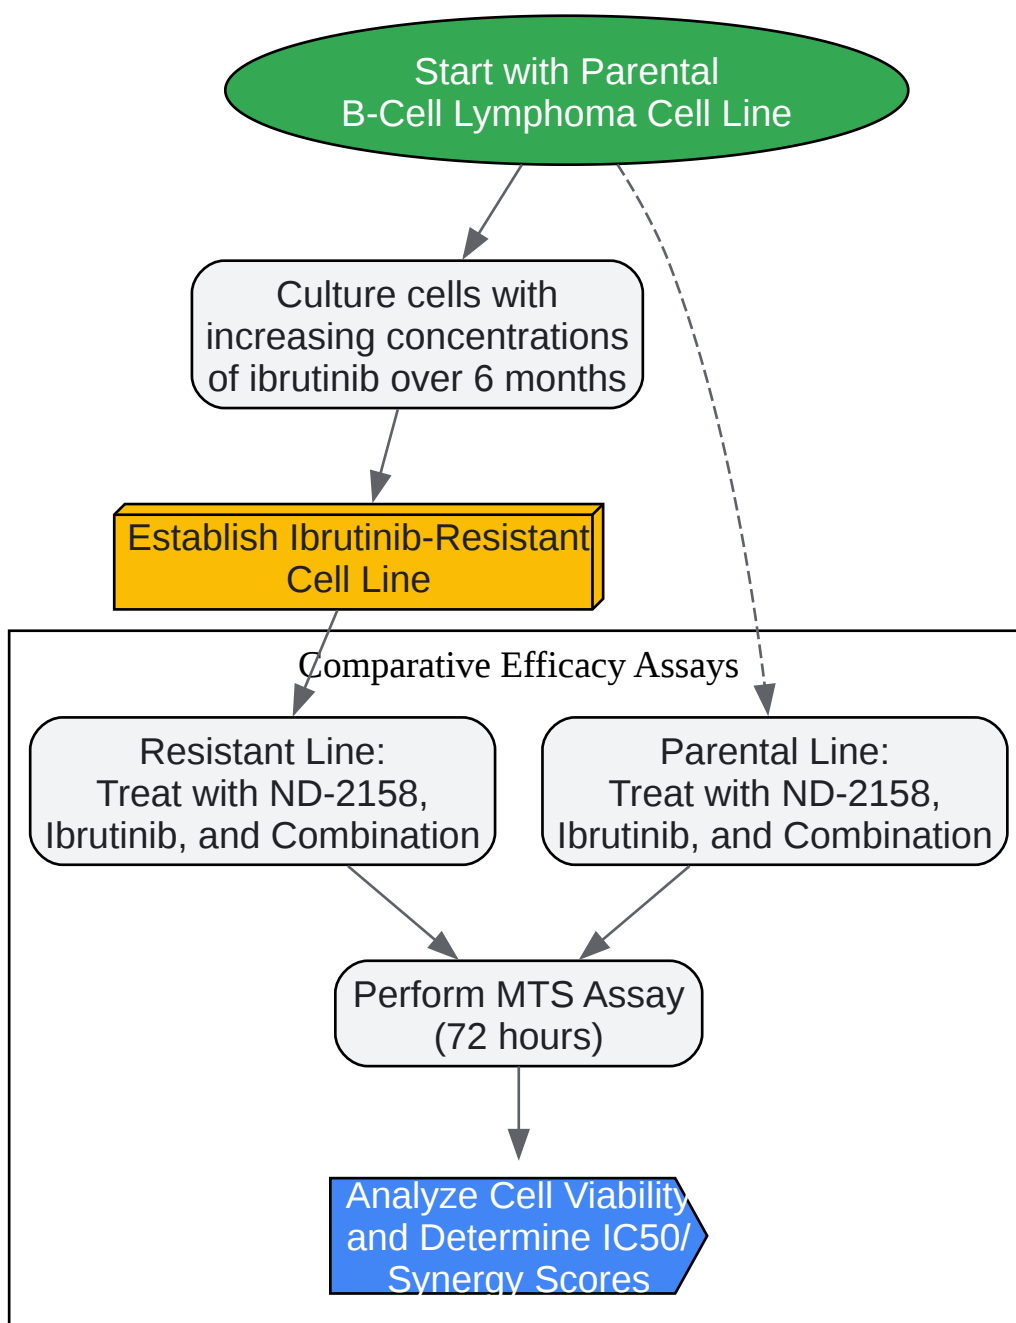 Start with Parental
B-Cell Lymphoma Cell Line
Culture cells with
increasing concentrations
of ibrutinib over 6 months
Establish Ibrutinib-Resistant
Cell Line
Comparative Efficacy Assays
Resistant Line:
Treat with ND-2158,
Ibrutinib, and Combination
Parental Line:
Treat with ND-2158,
Ibrutinib, and Combination
Perform MTS Assay
(72 hours)
Analyze Cell Viability
and Determine IC50/
Synergy Scores